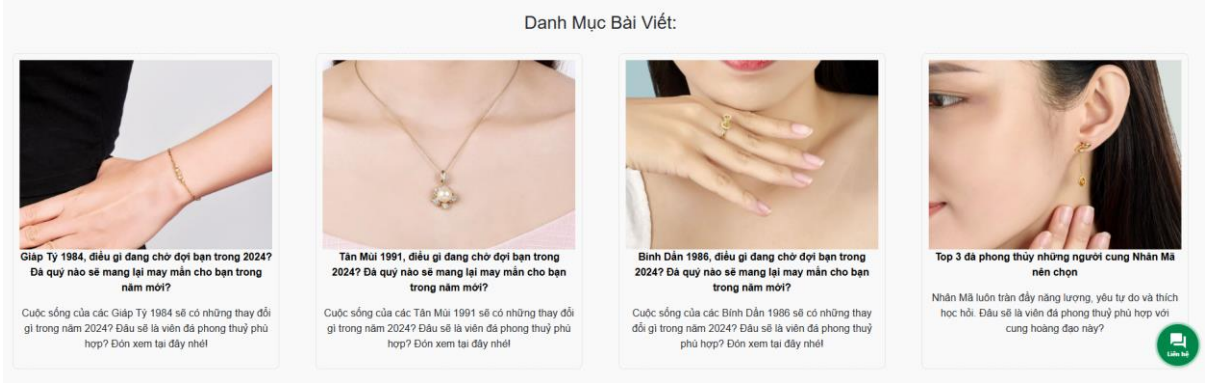 Danh Mục Bài Viết:
Giáp Tý 1984, điều gì đang chờ đợi bạn trong 2024?
Đá quý nào sẽ mang lại may mắn cho bạn trong
năm mới?
Cuộc sống của các Giáp Tý 1984 sẽ có những thay đổi
gì trong năm 2024? Đâu sẽ là viên đá phong thuỷ phù
hợp? Đón xem tại đây nhé!
Tân Mùi 1991, điều gì đang chờ đợi bạn trong
2024? Đá quý nào sẽ mang lại may mắn cho bạn
trong năm mới?
Cuộc sống của các Tân Mùi 1991 sẽ có những thay đổi
gì trong năm 2024? Đâu sẽ là viên đá phong thuỷ phù
hợp? Đón xem tại đây nhé!
Bính Dần 1986, điều gì đang chờ đợi bạn trong
2024? Đá quý nào sẽ mang lại may mắn cho bạn
trong năm mới?
Cuộc sống của các Bính Dần 1986 sẽ có những thay
đổi gì trong năm 2024? Đâu sẽ là viên đá phong thuỷ
phù hợp? Đón xem tại đây nhé!
Top 3 đá phong thủy những người cung Nhân Mã
nên chọn
Nhân Mã luôn tràn đầy năng lượng, yêu tự do và thích
học hỏi. Đâu sẽ là viên đá phong thuỷ phù hợp với
cung hoàng đạo này?
Liên hệ